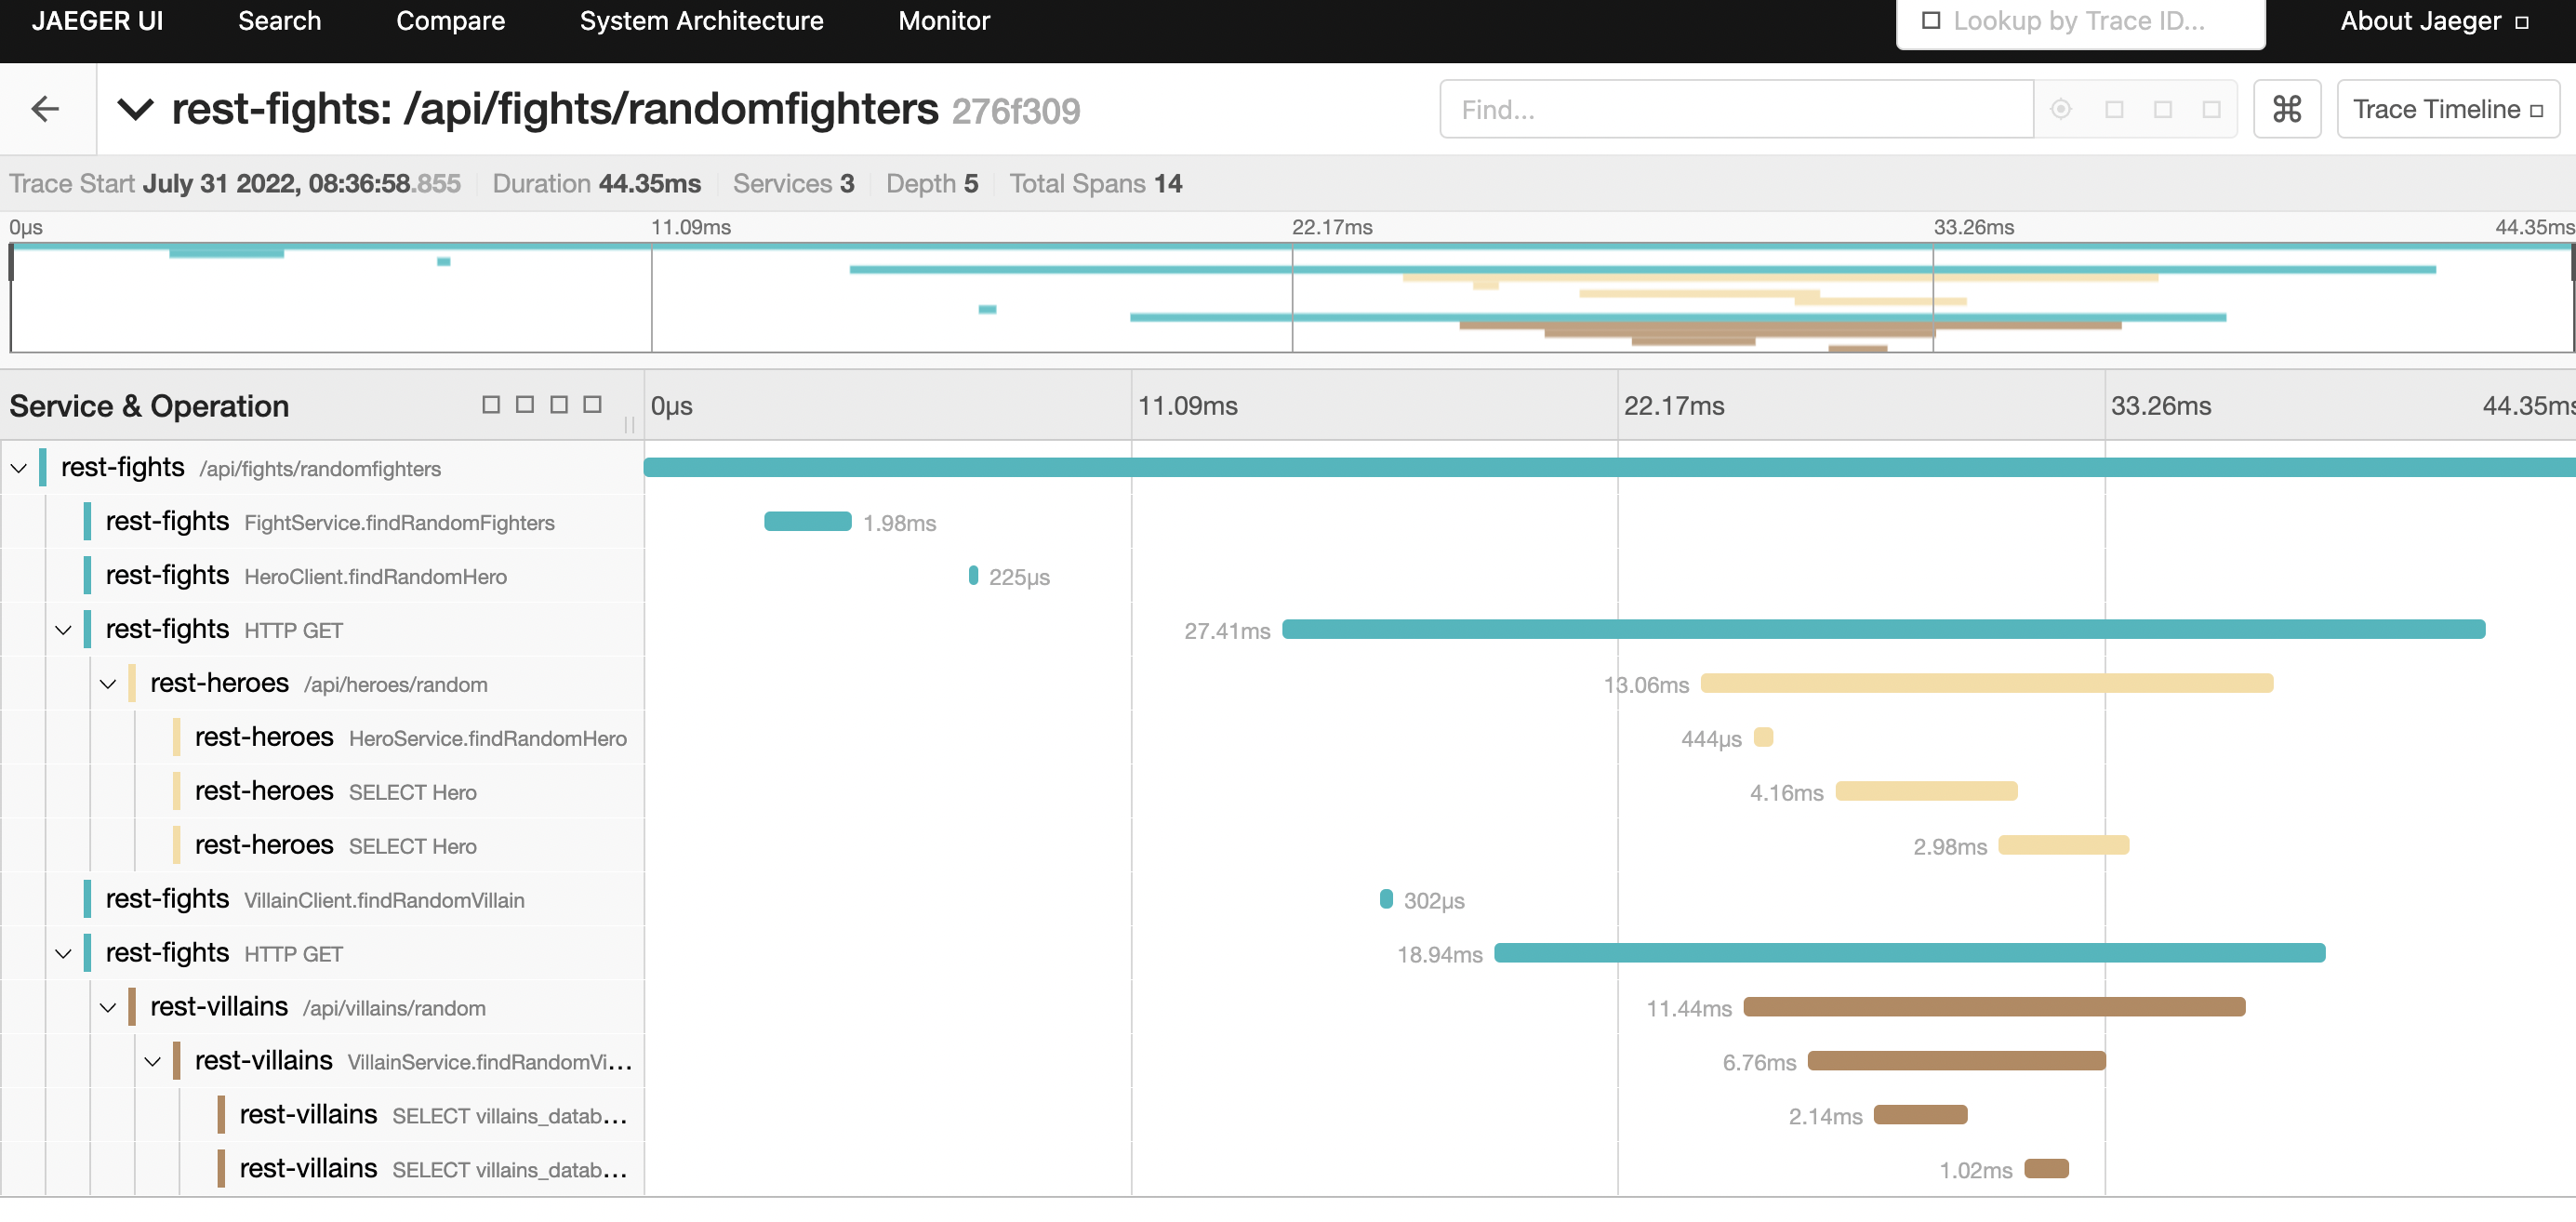 JAEGER UI Search Compare System Architecture Monitor Lookup by Trace ID... About Jaeger
rest-fights: /api/fights/randomfighters 276f309 Find... ⌘ Trace Timeline
Trace Start July 31 2022, 08:36:58.855 Duration 44.35ms Services 3 Depth 5 Total Spans 14
0μs 11.09ms 22.17ms 33.26ms 44.35ms
Service & Operation 0μs 11.09ms 22.17ms 33.26ms 44.35ms
rest-fights /api/fights/randomfighters
rest-fights FightService.findRandomFighters 1.98ms
rest-fights HeroClient.findRandomHero 225μs
rest-fights HTTP GET 27.41ms
rest-heroes /api/heroes/random 13.06ms
rest-heroes HeroService.findRandomHero 444μs
rest-heroes SELECT Hero 4.16ms
rest-heroes SELECT Hero 2.98ms
rest-fights VillainClient.findRandomVillain 302μs
rest-fights HTTP GET 18.94ms
rest-villains /api/villains/random 11.44ms
rest-villains VillainService.findRandomVi... 6.76ms
rest-villains SELECT villains_datab... 2.14ms
rest-villains SELECT villains_datab... 1.02ms